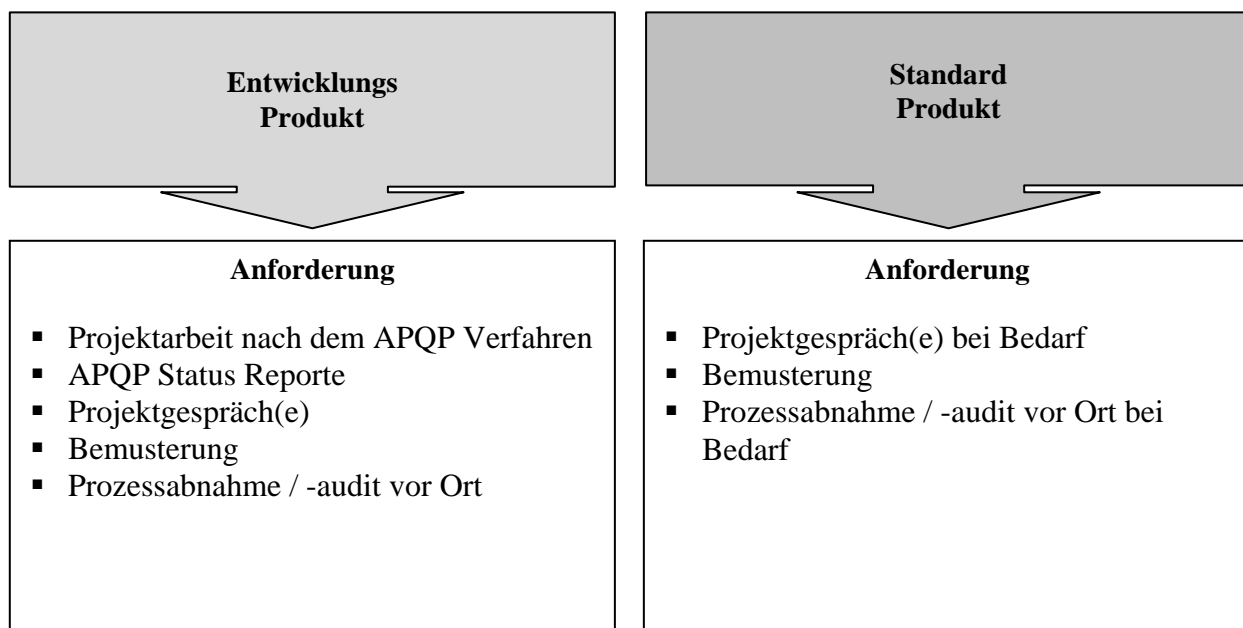 Entwicklungs
Produkt
Anforderung
▪ Projektarbeit nach dem APQP Verfahren
▪ APQP Status Reporte
▪ Projektgespräch(e)
▪ Bemusterung
▪ Prozessabnahme / -audit vor Ort
Standard
Produkt
Anforderung
▪ Projektgespräch(e) bei Bedarf
▪ Bemusterung
▪ Prozessabnahme / -audit vor Ort bei
Bedarf